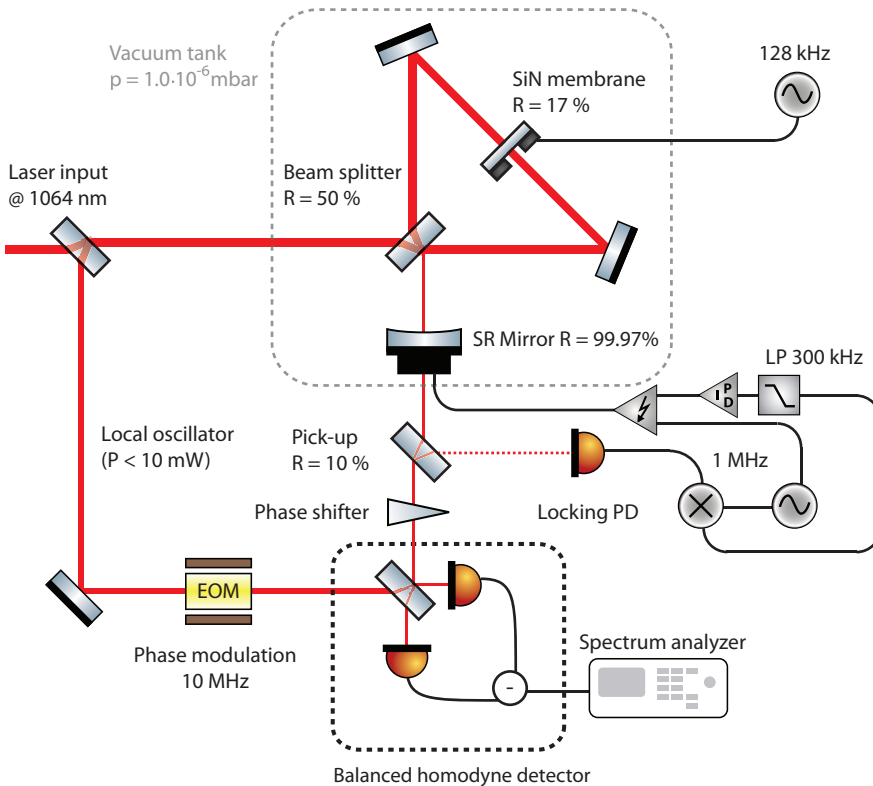 Vacuum tank
p = 1.0·10⁻⁶ mbar
SiN membrane
R = 17 %
128 kHz
Laser input
@ 1064 nm
Beam splitter
R = 50 %
SR Mirror R = 99.97%
LP 300 kHz
P
I
D
Local oscillator
(P < 10 mW)
Pick-up
R = 10 %
1 MHz
Phase shifter
Locking PD
EOM
Phase modulation
10 MHz
Spectrum analyzer
-
Balanced homodyne detector